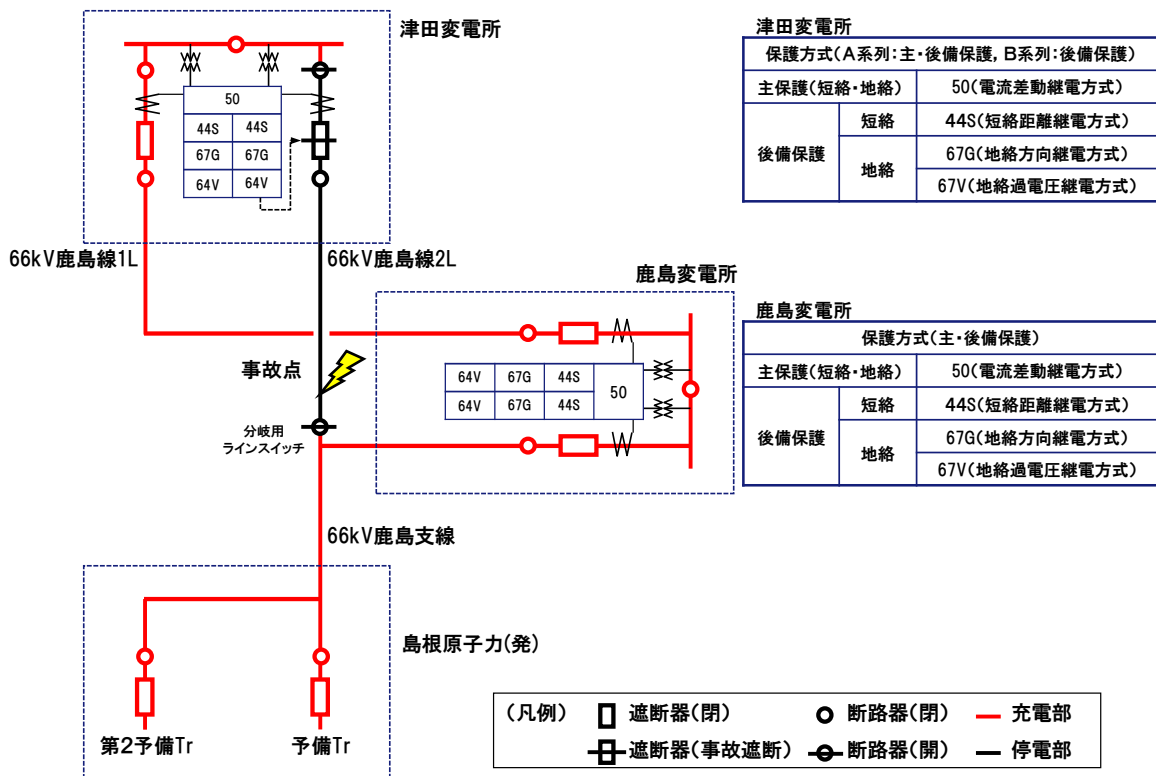 津田変電所
50
44S 44S
67G 67G
64V 64V
66kV鹿島線1L
66kV鹿島線2L
津田変電所
保護方式(A系列:主・後備保護, B系列:後備保護)
主保護(短絡・地絡) 50(電流差動継電方式)
後備保護 短絡 44S(短絡距離継電方式)
地絡 67G(地絡方向継電方式)
67V(地絡過電圧継電方式)
鹿島変電所
64V 67G 44S 50
64V 67G 44S
事故点
分岐用
ラインスイッチ
鹿島変電所
保護方式(主・後備保護)
主保護(短絡・地絡) 50(電流差動継電方式)
後備保護 短絡 44S(短絡距離継電方式)
地絡 67G(地絡方向継電方式)
67V(地絡過電圧継電方式)
66kV鹿島支線
島根原子力(発)
第2予備Tr
予備Tr
(凡例) 遮断器(閉) 断路器(閉) 充電部
遮断器(事故遮断) 断路器(開) 停電部